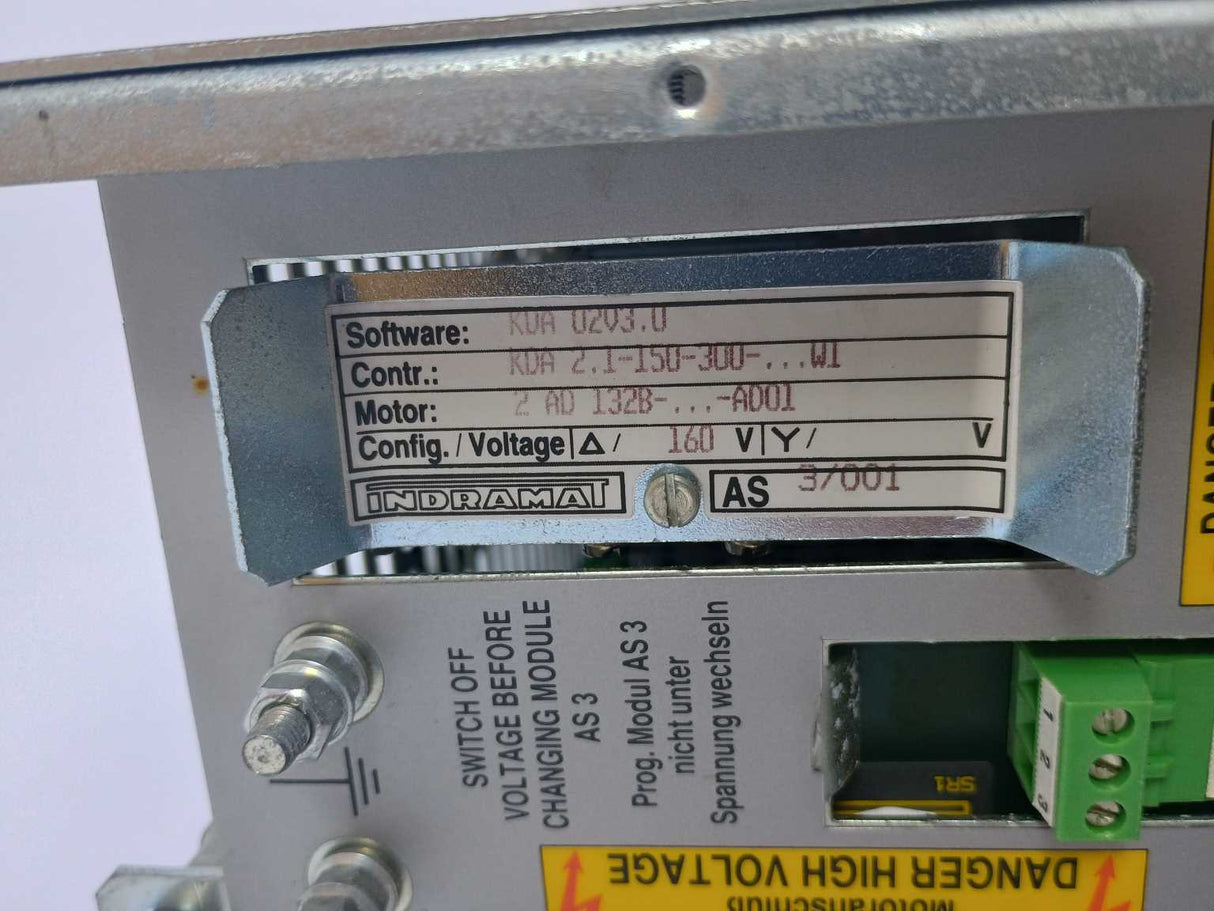 Software: KDA 02V3.0
Contr.: KDA 2.1-150-300-...W1
Motor: 2 AD 132B-...-AD01
Config./Voltage Δ/ 160 V Y/ V
INDRAMAT AS 3/001
SWITCH OFF
VOLTAGE BEFORE
CHANGING MODULE
AS 3
Prog. Modul AS 3
nicht unter
Spannung wechseln
1
2
3
SR1
DANGER HIGH VOLTAGE
Motoranschluß
DANGER